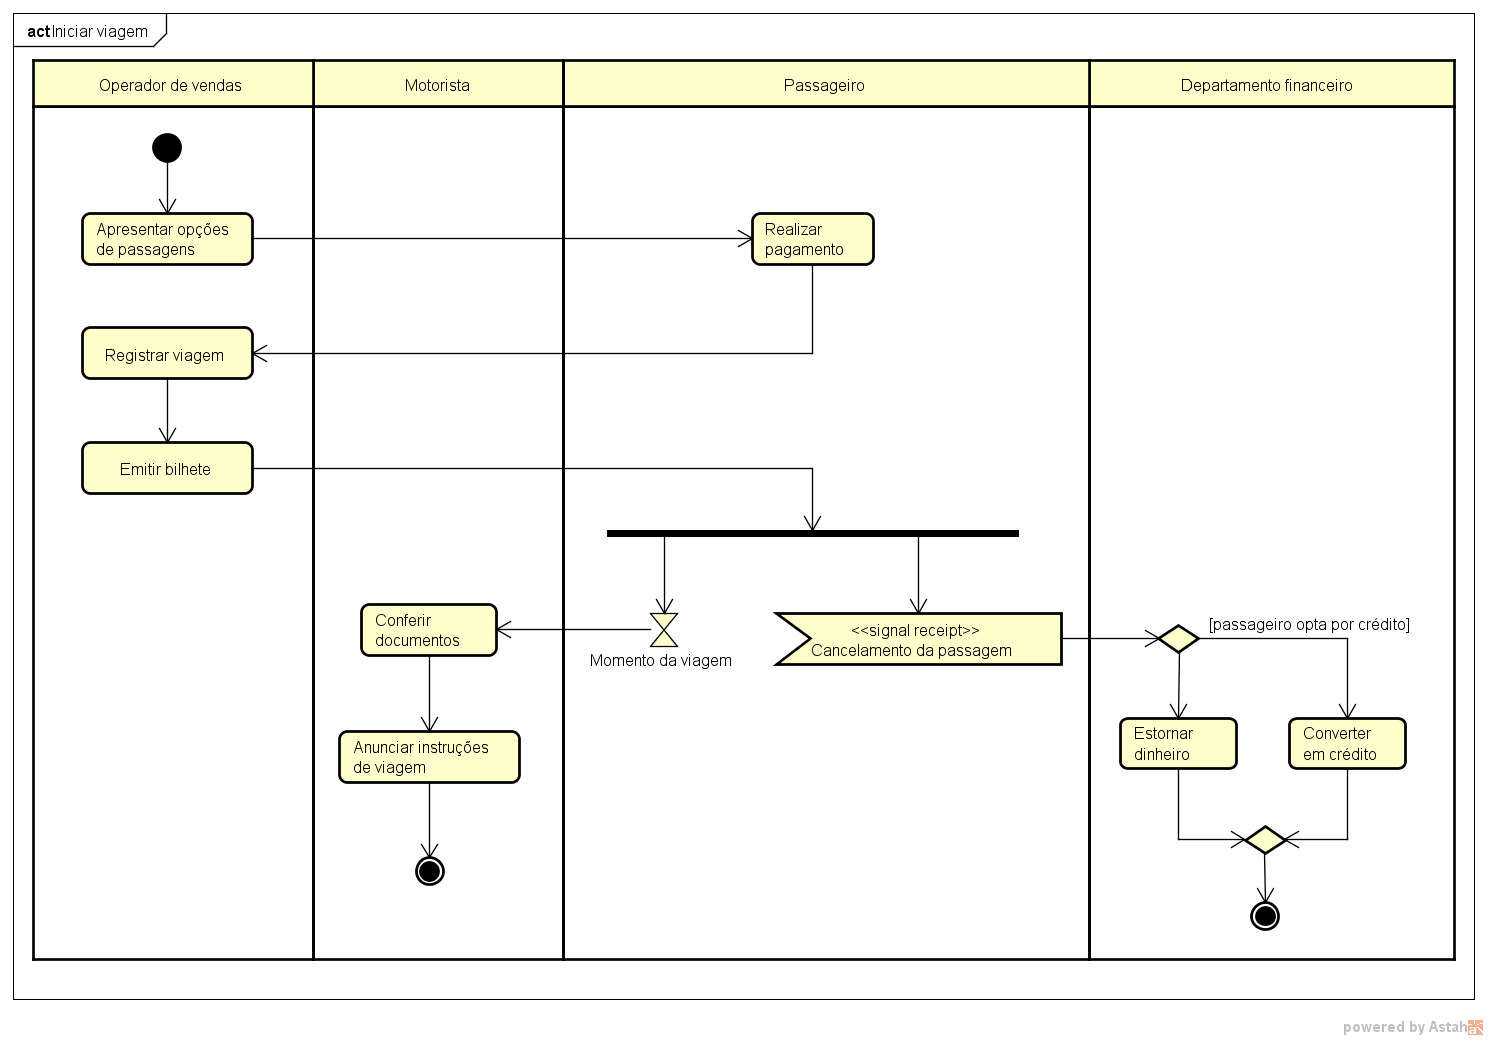 act Iniciar viagem
Operador de vendas
Motorista
Passageiro
Departamento financeiro
Apresentar opções
de passagens
Realizar
pagamento
Registrar viagem
Emitir bilhete
Conferir
documentos
Momento da viagem
<<signal receipt>>
Cancelamento da passagem
[passageiro opta por crédito]
Anunciar instruções
de viagem
Estornar
dinheiro
Converter
em crédito
powered by Astah